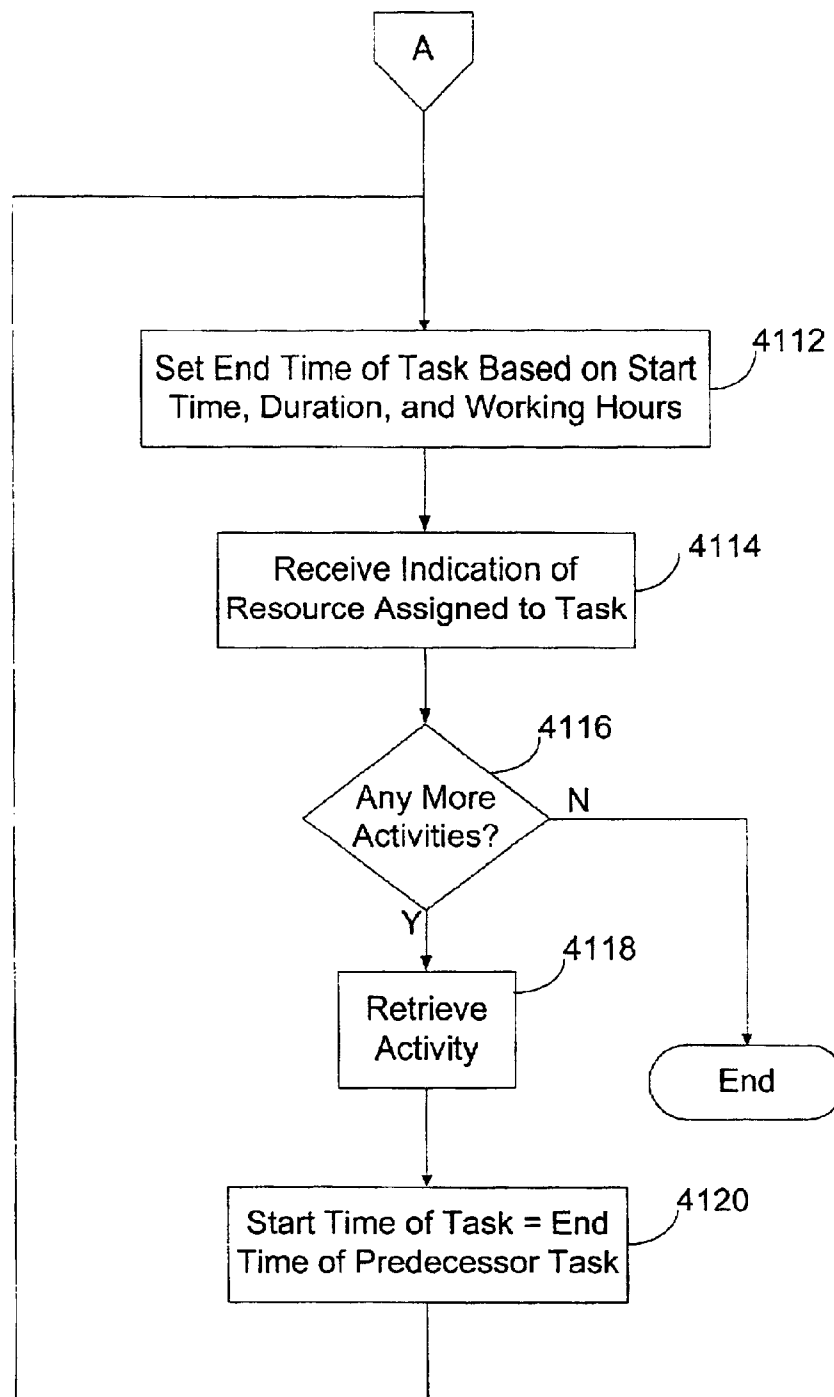 A
Set End Time of Task Based on Start
Time, Duration, and Working Hours
4112
Receive Indication of
Resource Assigned to Task
4114
Any More
Activities?
4116
N
Y
Retrieve
Activity
4118
End
Start Time of Task = End
Time of Predecessor Task
4120